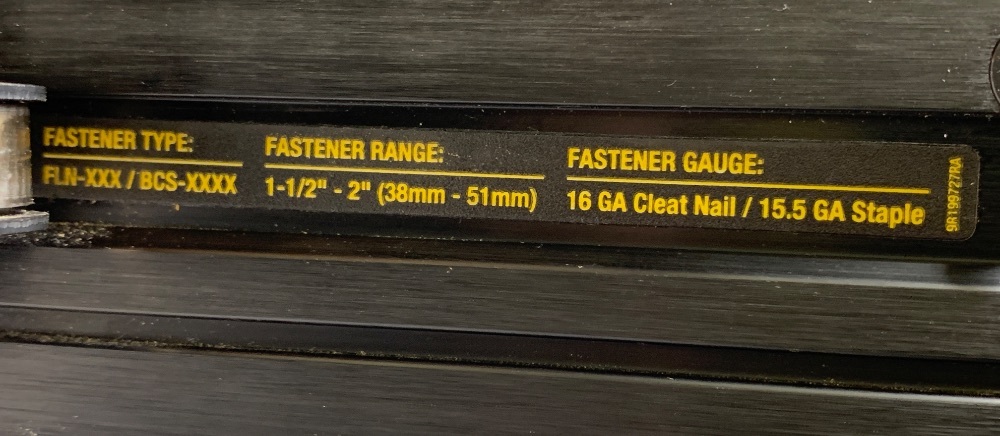 FASTENER TYPE:
FLN-XXX / BCS-XXXX
FASTENER RANGE:
1-1/2" - 2" (38mm - 51mm)
FASTENER GAUGE:
16 GA Cleat Nail / 15.5 GA Staple
9R199727RA